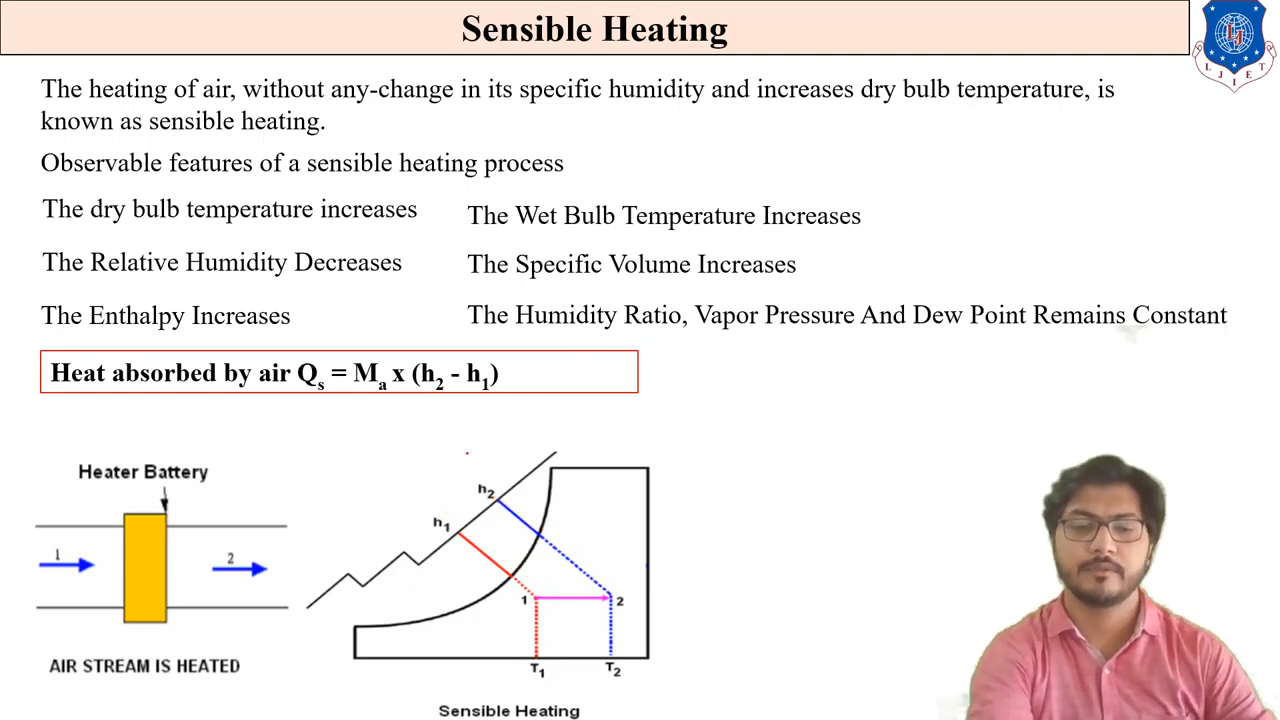 Sensible Heating
LJIET
The heating of air, without any-change in its specific humidity and increases dry bulb temperature, is
known as sensible heating.
Observable features of a sensible heating process
The dry bulb temperature increases
The Wet Bulb Temperature Increases
The Relative Humidity Decreases
The Specific Volume Increases
The Enthalpy Increases
The Humidity Ratio, Vapor Pressure And Dew Point Remains Constant
Heat absorbed by air Qs = Ma x (h2 - h1)
Heater Battery
1
2
AIR STREAM IS HEATED
h2
h1
1
2
T1
T2
Sensible Heating